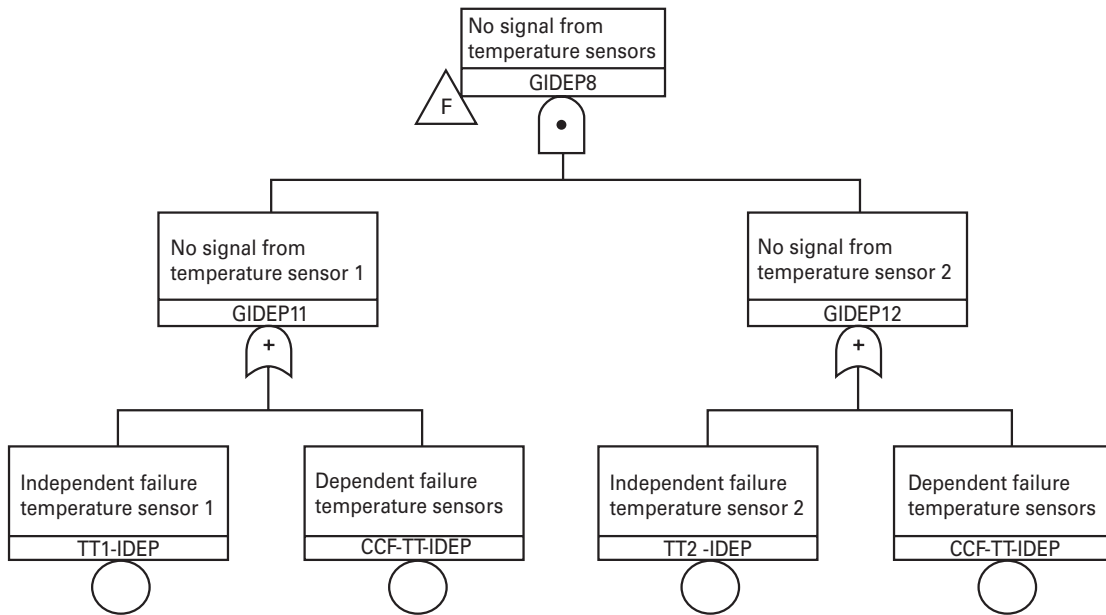 No signal from
temperature sensors
GIDEP8
F
No signal from
temperature sensor 1
GIDEP11
+
No signal from
temperature sensor 2
GIDEP12
+
Independent failure
temperature sensor 1
TT1-IDEP
Dependent failure
temperature sensors
CCF-TT-IDEP
Independent failure
temperature sensor 2
TT2 -IDEP
Dependent failure
temperature sensors
CCF-TT-IDEP